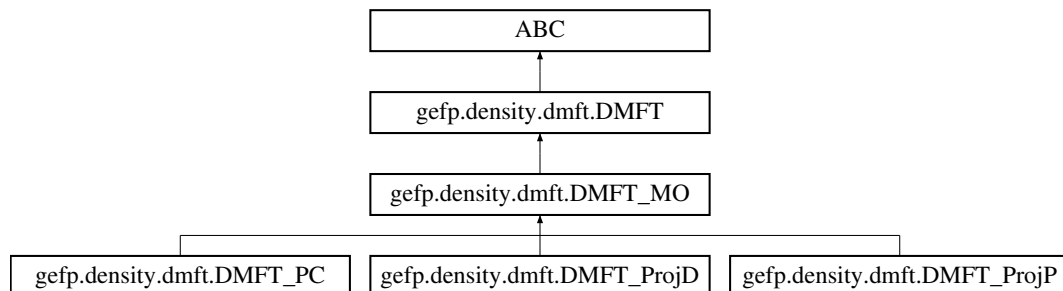 ABC
gefp.density.dmft.DMFT
gefp.density.dmft.DMFT_MO
gefp.density.dmft.DMFT_PC gefp.density.dmft.DMFT_ProjD gefp.density.dmft.DMFT_ProjP